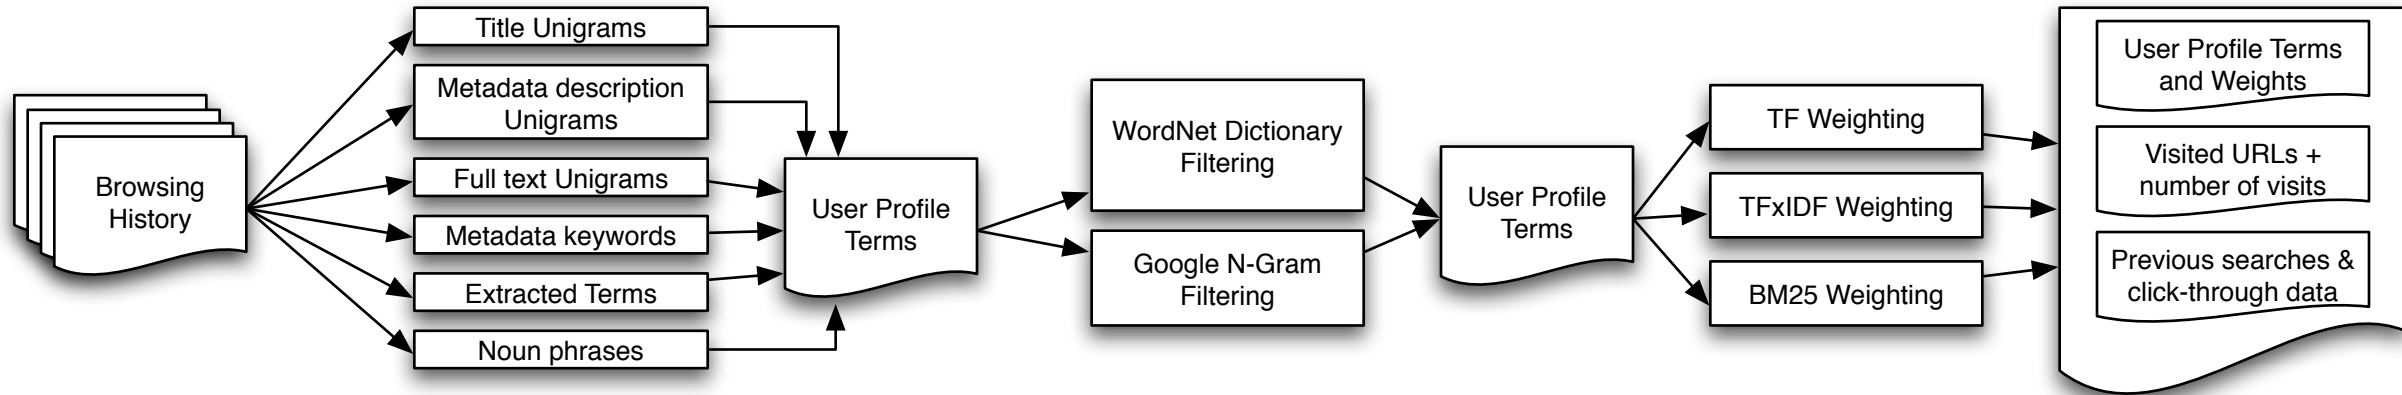 Browsing
History
Title Unigrams
Metadata description
Unigrams
Full text Unigrams
Metadata keywords
Extracted Terms
Noun phrases
User Profile
Terms
WordNet Dictionary
Filtering
Google N-Gram
Filtering
User Profile
Terms
TF Weighting
TFxIDF Weighting
BM25 Weighting
User Profile Terms
and Weights
Visited URLs +
number of visits
Previous searches &
click-through data